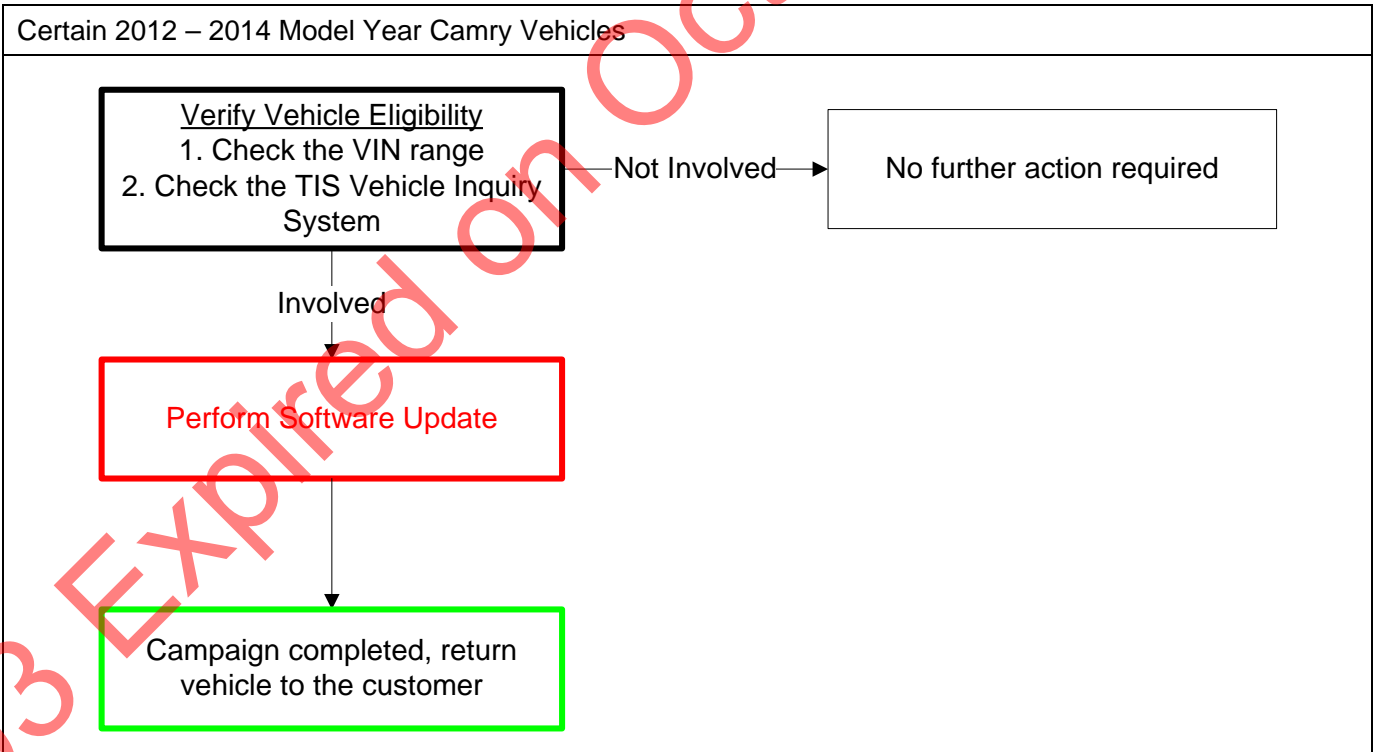 Certain 2012 – 2014 Model Year Camry Vehicles
Verify Vehicle Eligibility
1. Check the VIN range
2. Check the TIS Vehicle Inquiry
System
Not Involved
No further action required
Involved
Perform Software Update
Campaign completed, return
vehicle to the customer
3 Expired on Oc